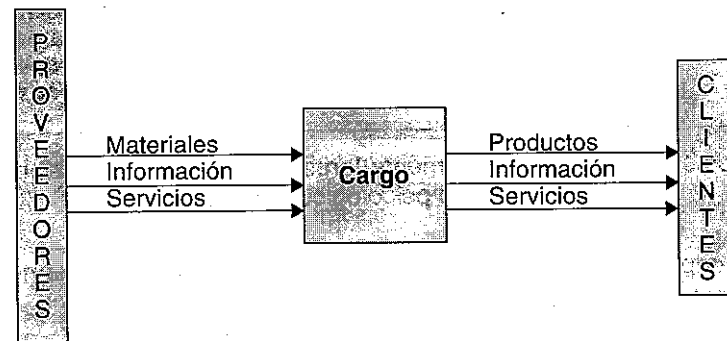 PROVEEDORES
Materiales
Información
Servicios
Cargo
Productos
Información
Servicios
CLIENTES